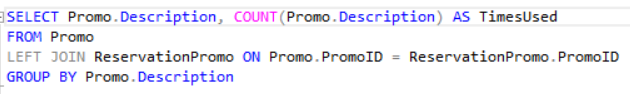 SELECT Promo.Description, COUNT(Promo.Description) AS TimesUsed
FROM Promo
LEFT JOIN ReservationPromo ON Promo.PromoID = ReservationPromo.PromoID
GROUP BY Promo.Description